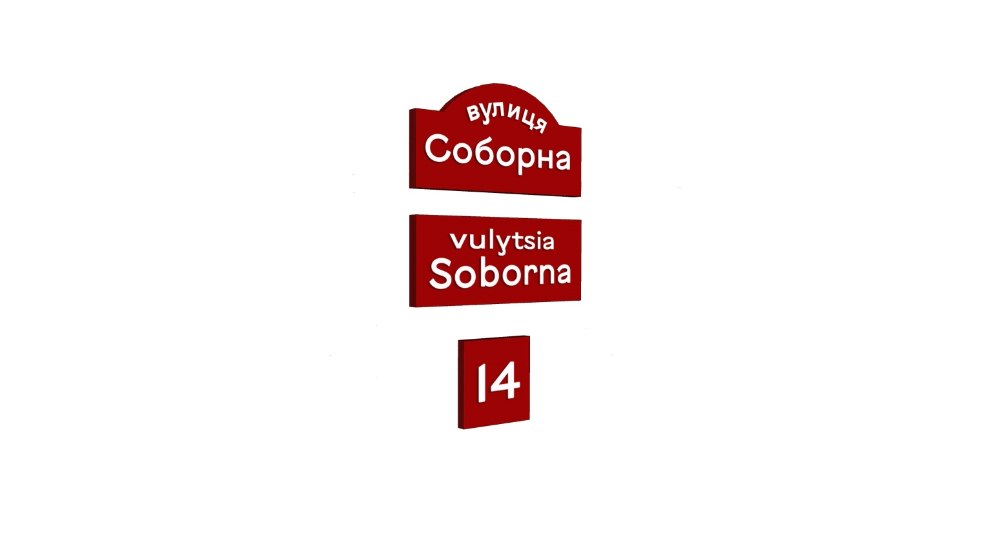 вулиця
Соборна
vulytsia
Soborna
14